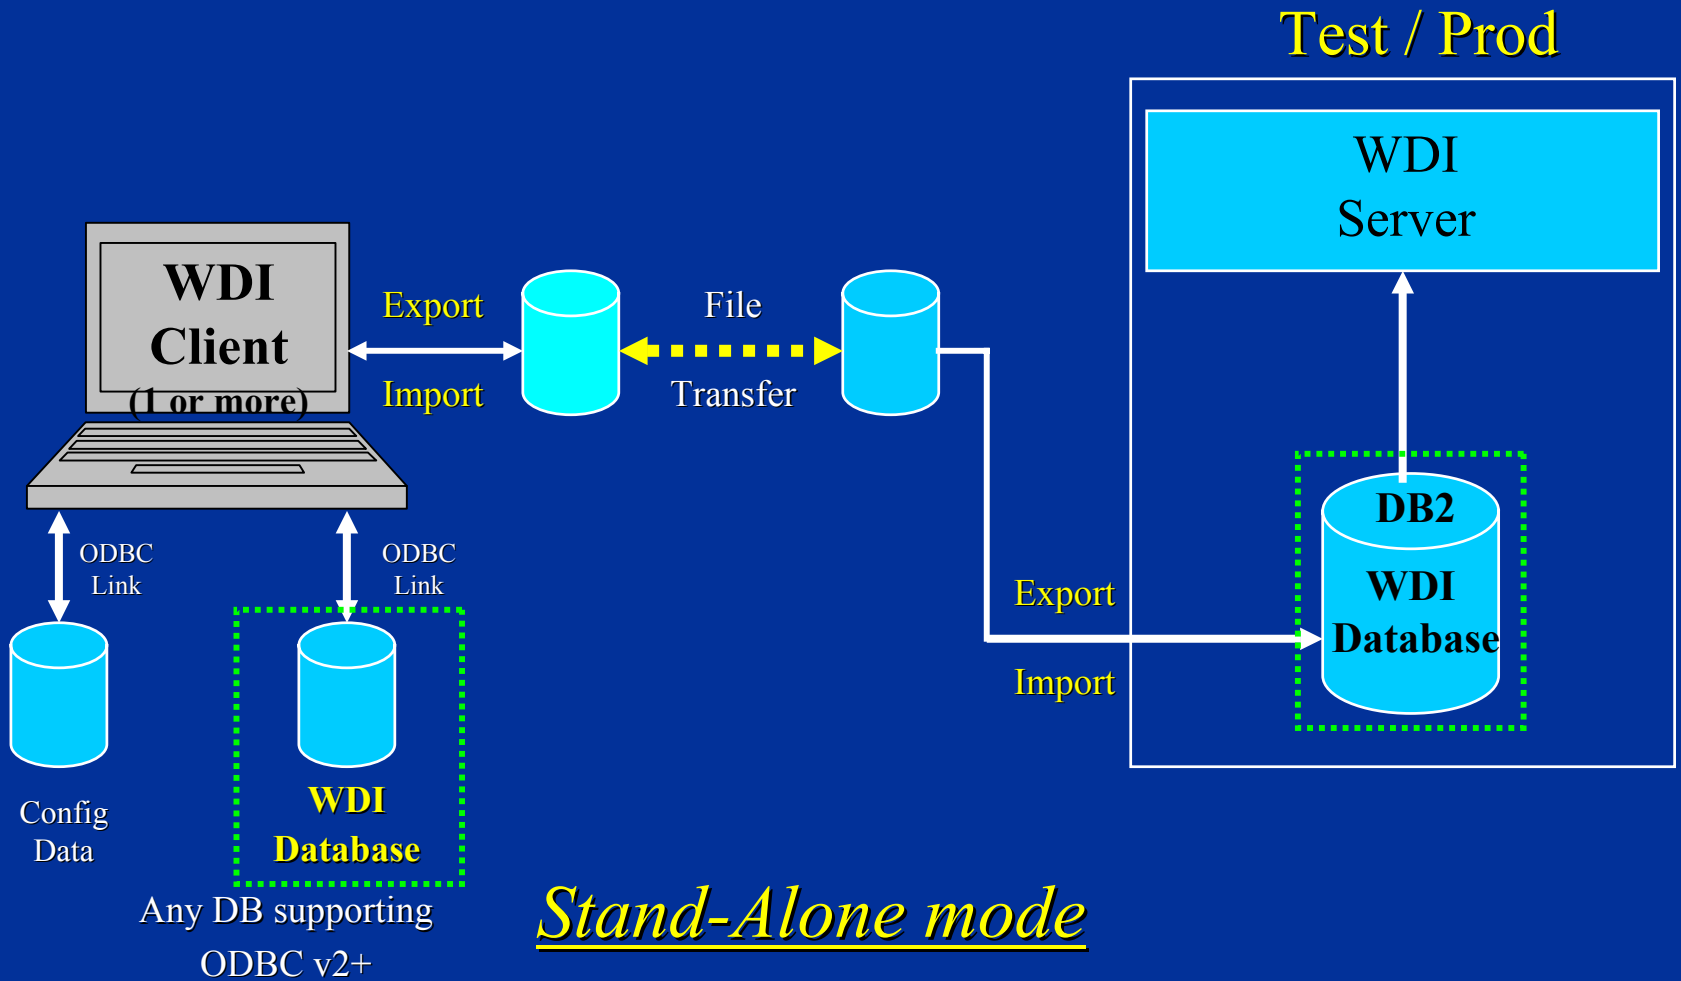 Test / Prod
WDI
Server
WDI
Client
(1 or more)
Export
Import
File
Transfer
ODBC
Link
ODBC
Link
DB2
WDI
Database
Export
Import
Config
Data
WDI
Database
Any DB supporting
ODBC v2+
Stand-Alone mode